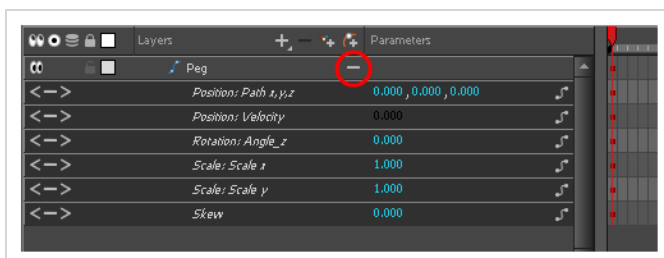 Layers Parameters
Peg
Position: Path x,y,z 0.000 , 0.000 , 0.000
Position: Velocity 0.000
Rotation: Angle_z 0.000
Scale: Scale x 1.000
Scale: Scale y 1.000
Skew 0.000